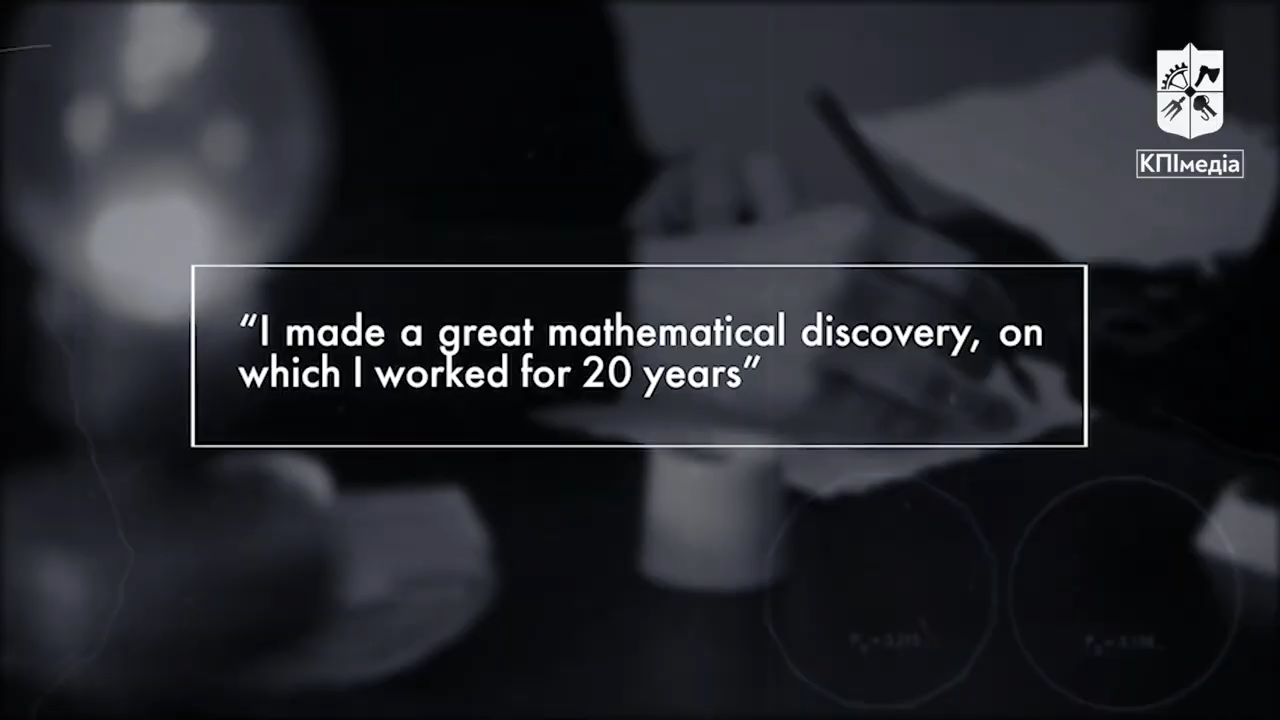 КПІмедіа
“I made a great mathematical discovery, on
which I worked for 20 years”